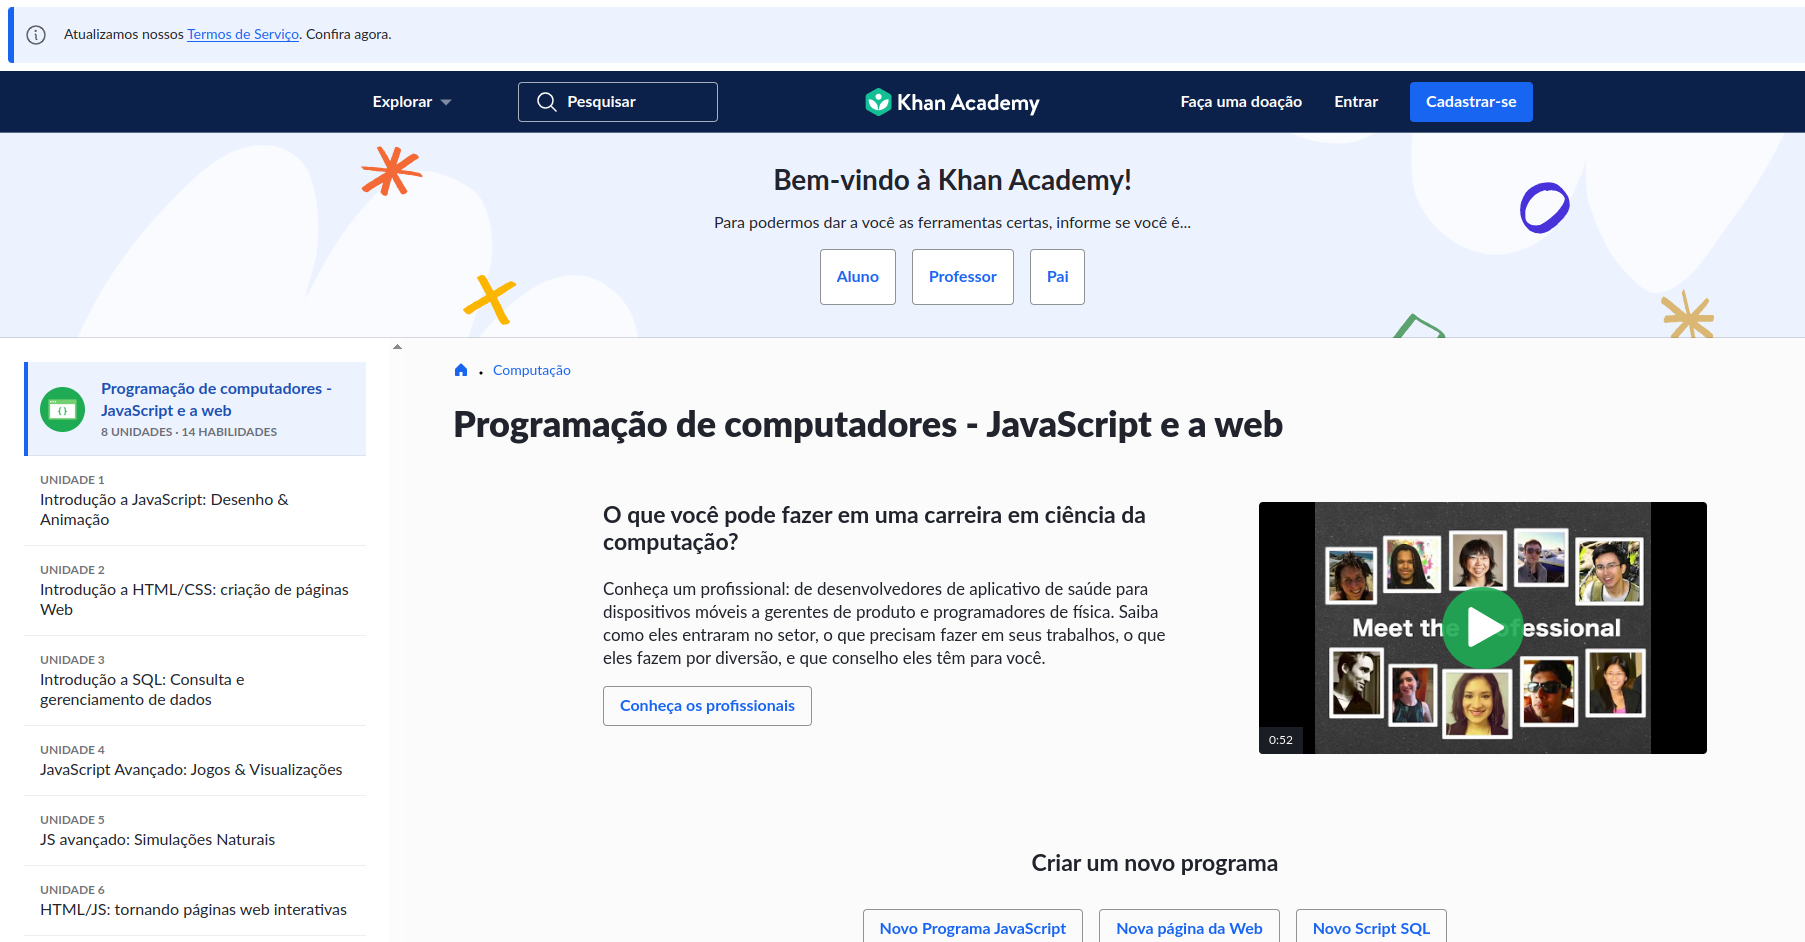 Atualizamos nossos Termos de Serviço. Confira agora.
Explorar
Pesquisar
Khan Academy
Faça uma doação
Entrar
Cadastrar-se
Bem-vindo à Khan Academy!
Para podermos dar a você as ferramentas certas, informe se você é...
Aluno
Professor
Pai
Programação de computadores -
JavaScript e a web
8 UNIDADES · 14 HABILIDADES
UNIDADE 1
Introdução a JavaScript: Desenho &
Animação
UNIDADE 2
Introdução a HTML/CSS: criação de páginas
Web
UNIDADE 3
Introdução a SQL: Consulta e
gerenciamento de dados
UNIDADE 4
JavaScript Avançado: Jogos & Visualizações
UNIDADE 5
JS avançado: Simulações Naturais
UNIDADE 6
HTML/JS: tornando páginas web interativas
Computação
Programação de computadores - JavaScript e a web
O que você pode fazer em uma carreira em ciência da
computação?
Conheça um profissional: de desenvolvedores de aplicativo de saúde para
dispositivos móveis a gerentes de produto e programadores de física. Saiba
como eles entraram no setor, o que precisam fazer em seus trabalhos, o que
eles fazem por diversão, e que conselho eles têm para você.
Conheça os profissionais
Meet th fessional
0:52
Criar um novo programa
Novo Programa JavaScript
Nova página da Web
Novo Script SQL